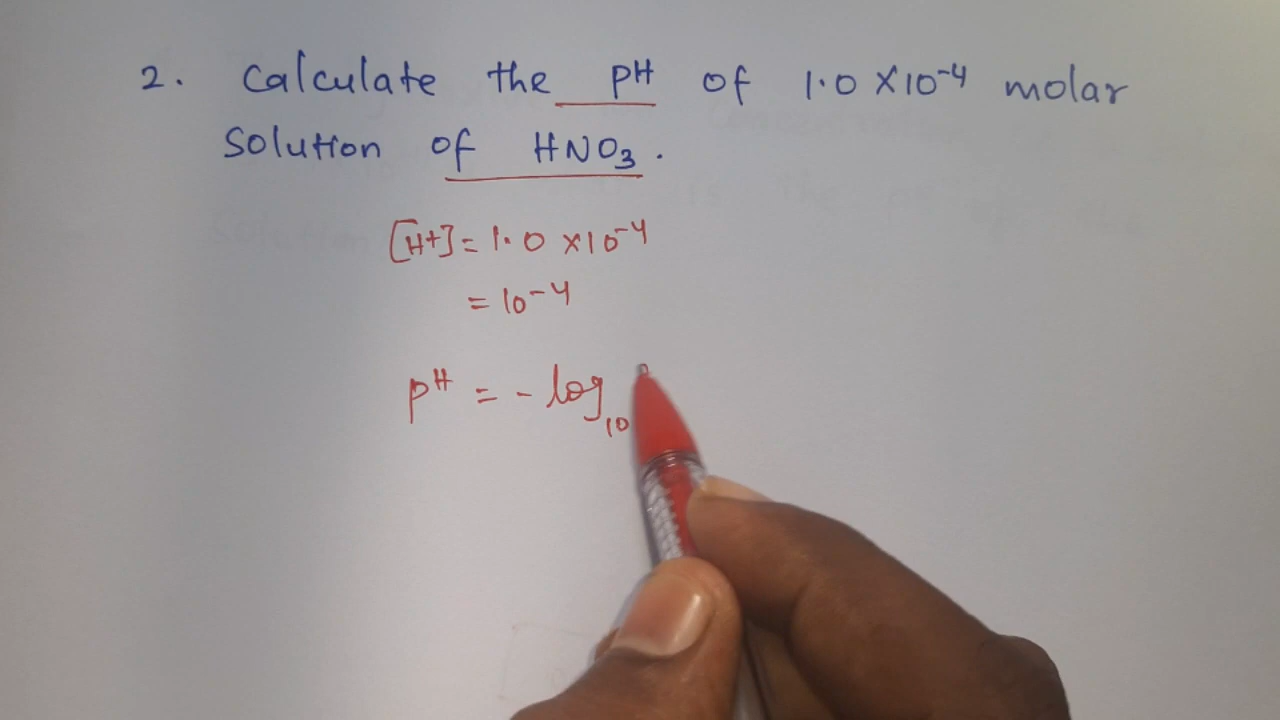 2. Calculate the pH of 1.0 X10⁻⁴ molar
Solution of HNO₃.
[H+] = 1.0 ×10⁻⁴
= 10⁻⁴
pᴴ = - log₁₀